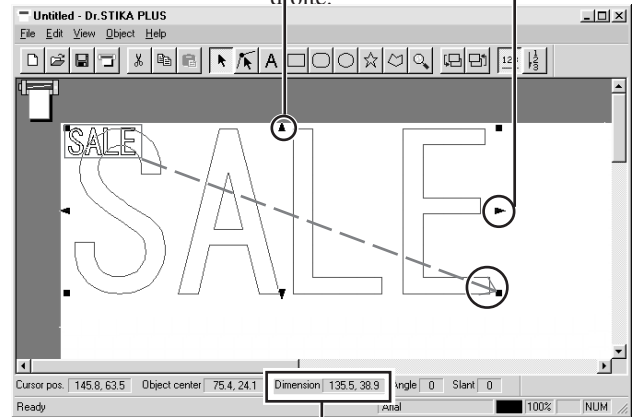 Untitled - Dr.STIKA PLUS
File Edit View Object Help
SALE
SALE
Cursor pos. 145.8, 63.5 Object center 75.4, 24.1 Dimension 135.5, 38.9 Angle 0 Slant 0
Ready Arial 100% NUM